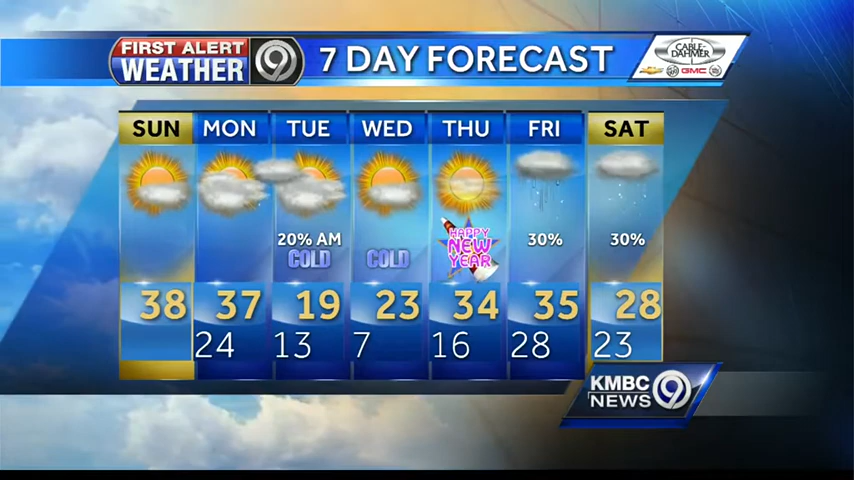 FIRST ALERT
WEATHER 9
7 DAY FORECAST
CABLE-DAHMER
GMC
SUN MON TUE WED THU FRI SAT
20% AM
COLD
COLD
HAPPY
NEW
YEAR
30%
30%
38 37 19 23 34 35 28
24 13 7 16 28 23
KMBC 9
NEWS